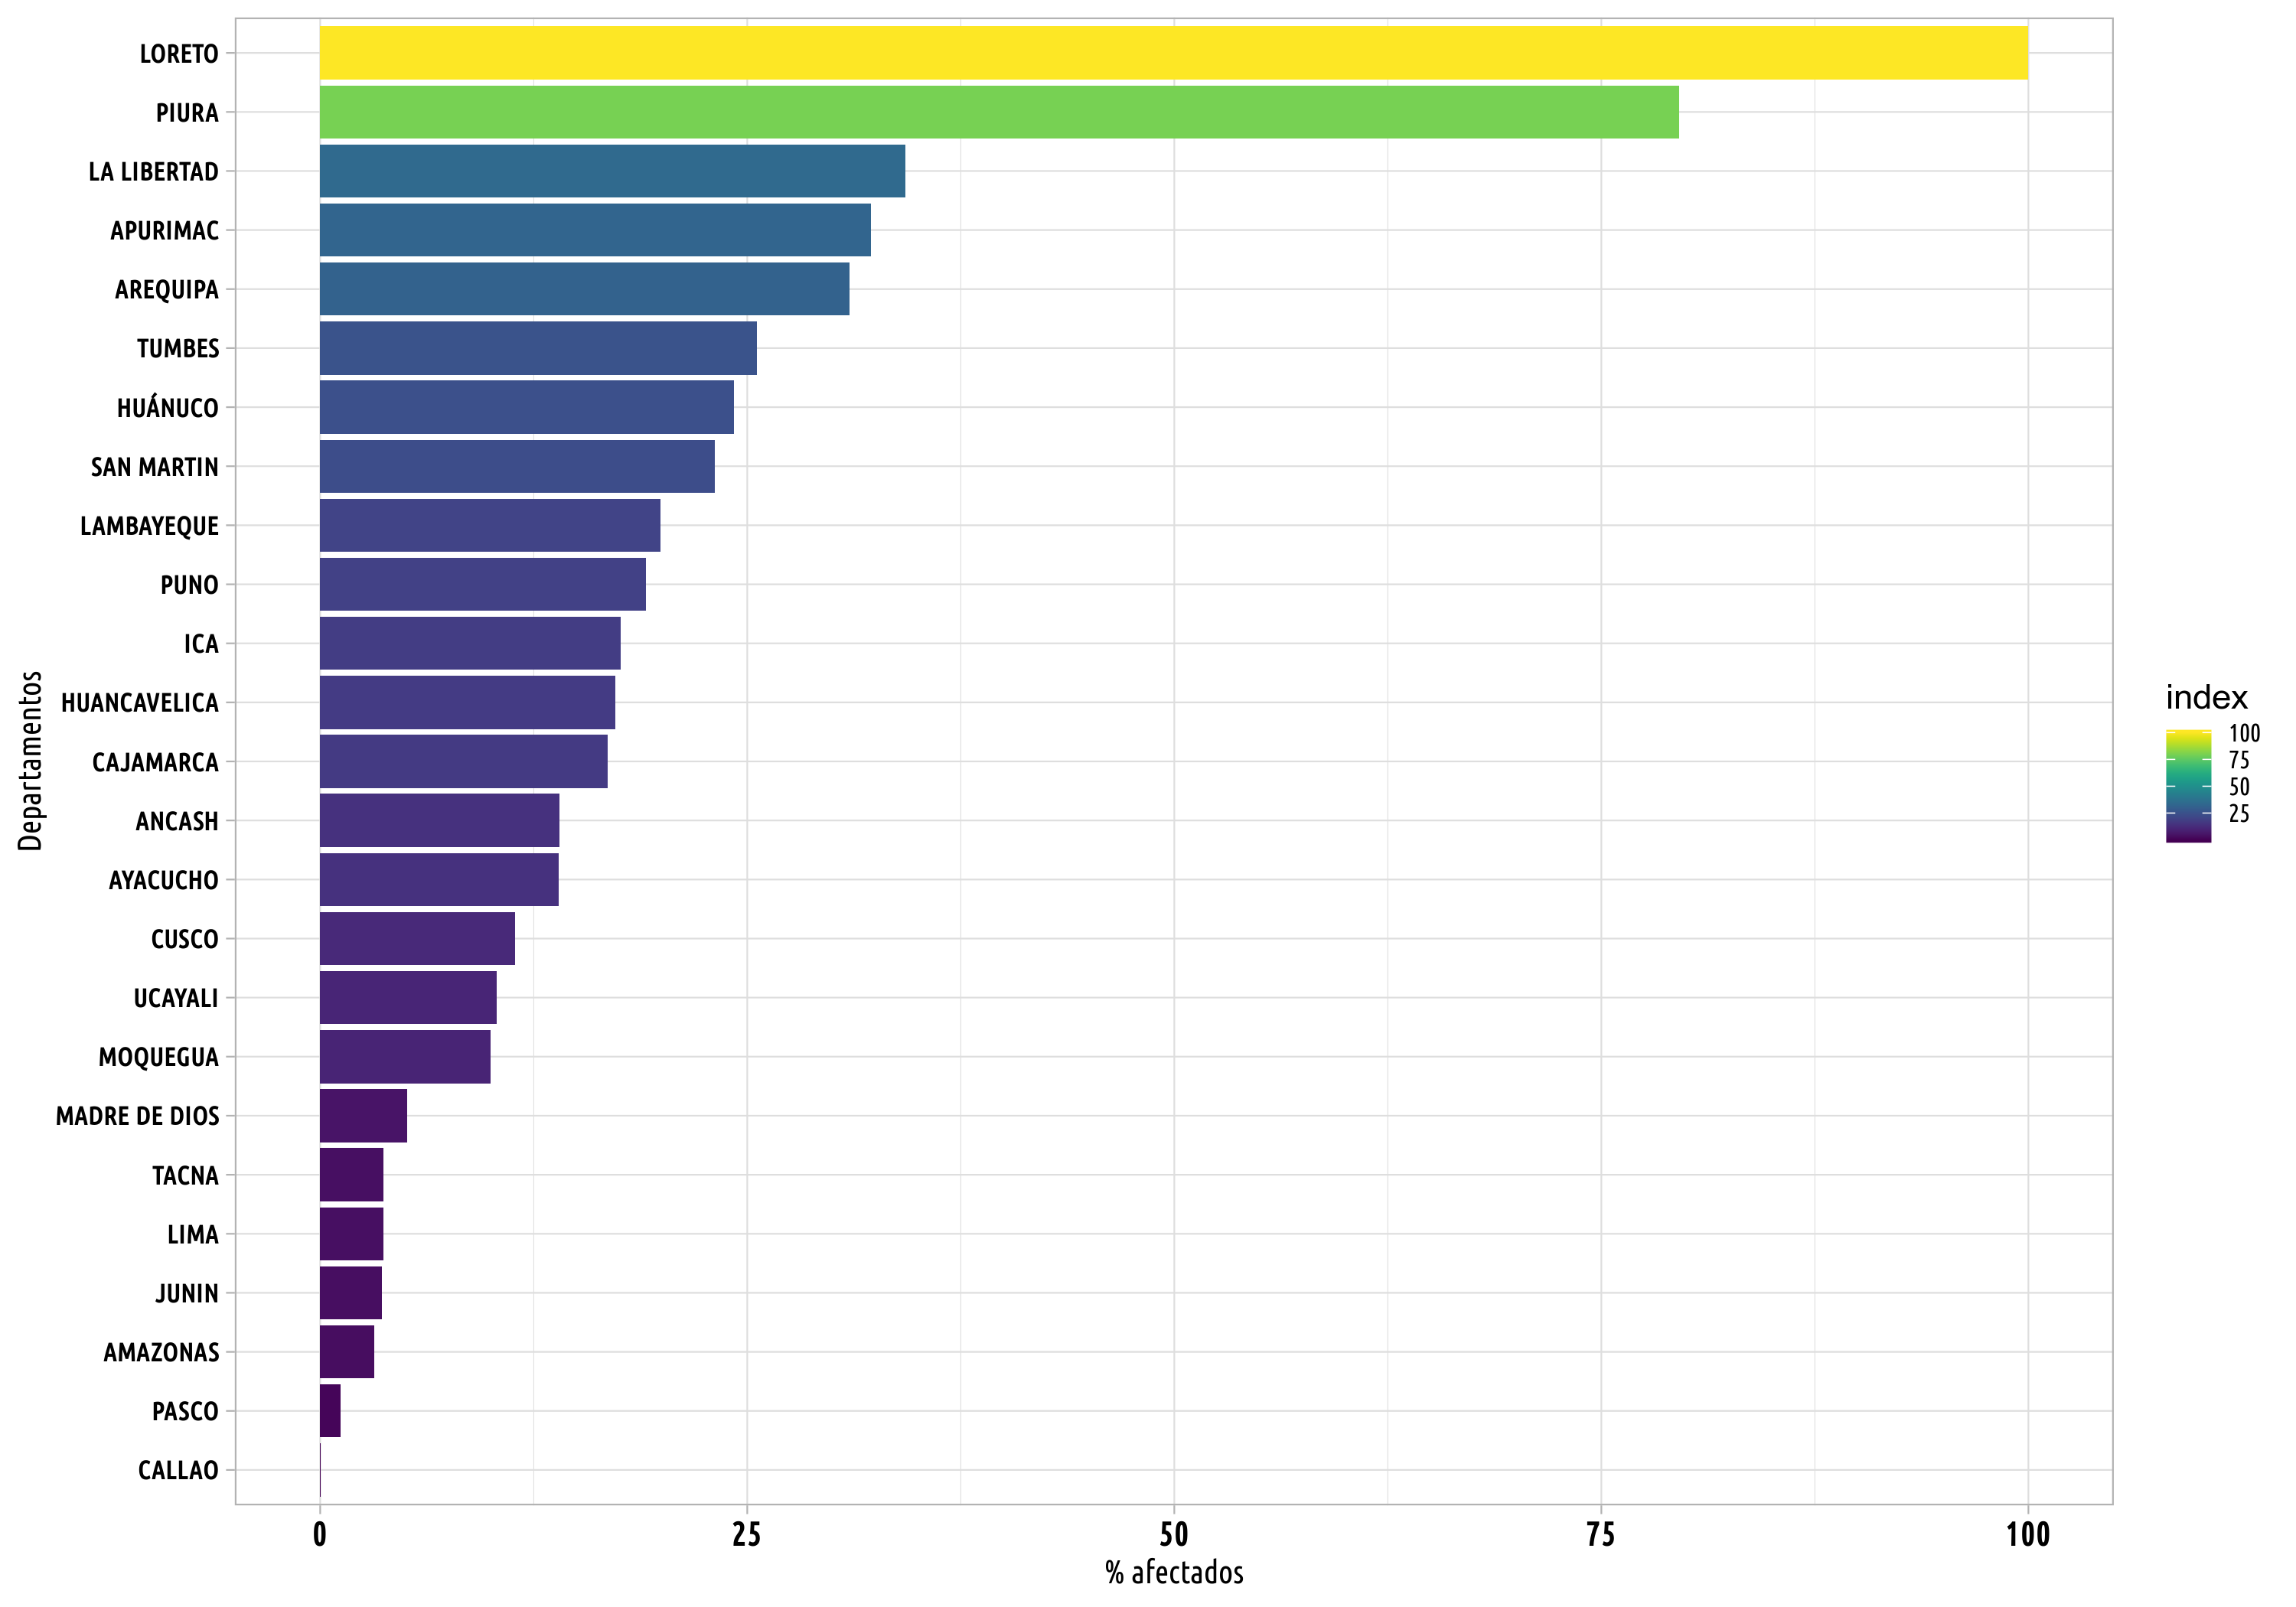 LORETO
PIURA
LA LIBERTAD
APURIMAC
AREQUIPA
TUMBES
HUÁNUCO
SAN MARTIN
LAMBAYEQUE
PUNO
ICA
HUANCAVELICA
CAJAMARCA
ANCASH
AYACUCHO
CUSCO
UCAYALI
MOQUEGUA
MADRE DE DIOS
TACNA
LIMA
JUNIN
AMAZONAS
PASCO
CALLAO
Departamentos
0 25 50 75 100
% afectados
index
100
75
50
25